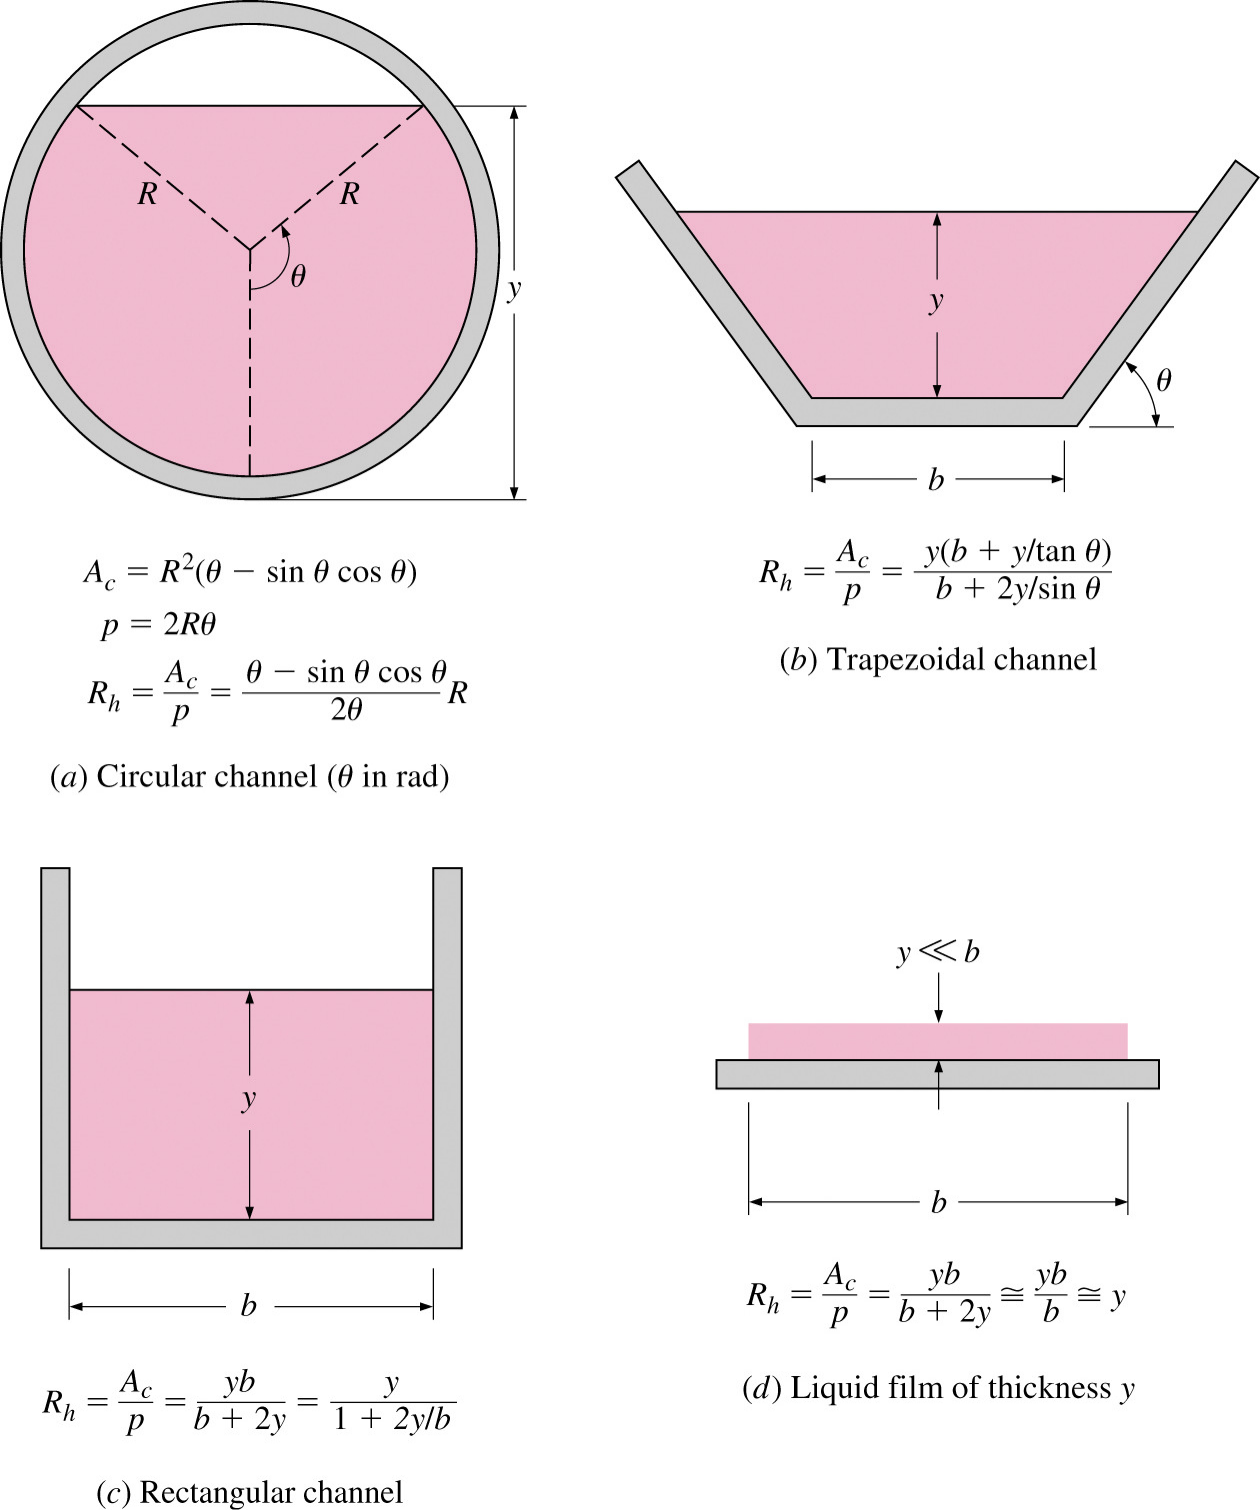 R
R
θ
y
A_c = R²(θ − sin θ cos θ)
p = 2Rθ
R_h = A_c/p = (θ − sin θ cos θ)/2θ R
(a) Circular channel (θ in rad)
y
θ
b
R_h = A_c/p = y(b + y/tan θ)/(b + 2y/sin θ)
(b) Trapezoidal channel
y
b
R_h = A_c/p = yb/(b + 2y) = y/(1 + 2y/b)
(c) Rectangular channel
y ⋘ b
b
R_h = A_c/p = yb/(b + 2y) ≅ yb/b ≅ y
(d) Liquid film of thickness y